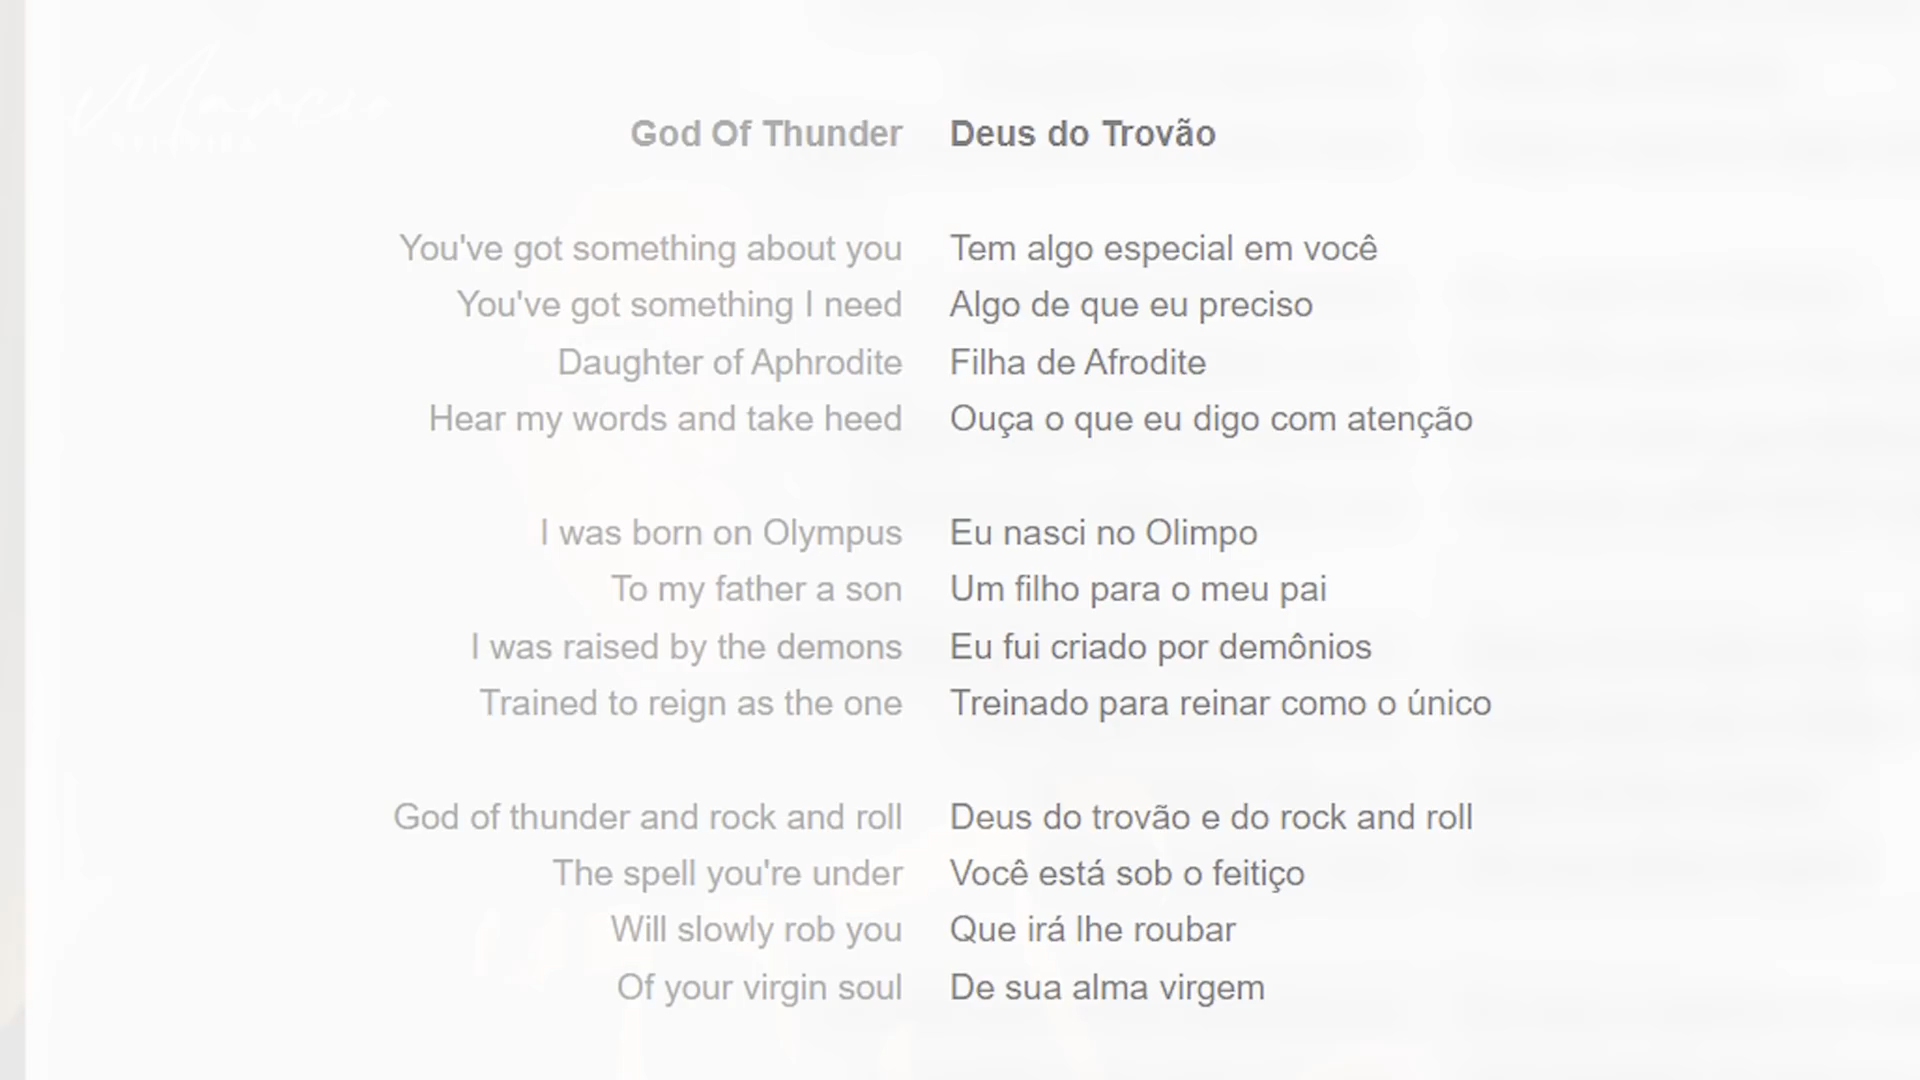 Marcio
God Of Thunder Deus do Trovão
You've got something about you Tem algo especial em você
You've got something I need Algo de que eu preciso
Daughter of Aphrodite Filha de Afrodite
Hear my words and take heed Ouça o que eu digo com atenção
I was born on Olympus Eu nasci no Olimpo
To my father a son Um filho para o meu pai
I was raised by the demons Eu fui criado por demônios
Trained to reign as the one Treinado para reinar como o único
God of thunder and rock and roll Deus do trovão e do rock and roll
The spell you're under Você está sob o feitiço
Will slowly rob you Que irá lhe roubar
Of your virgin soul De sua alma virgem